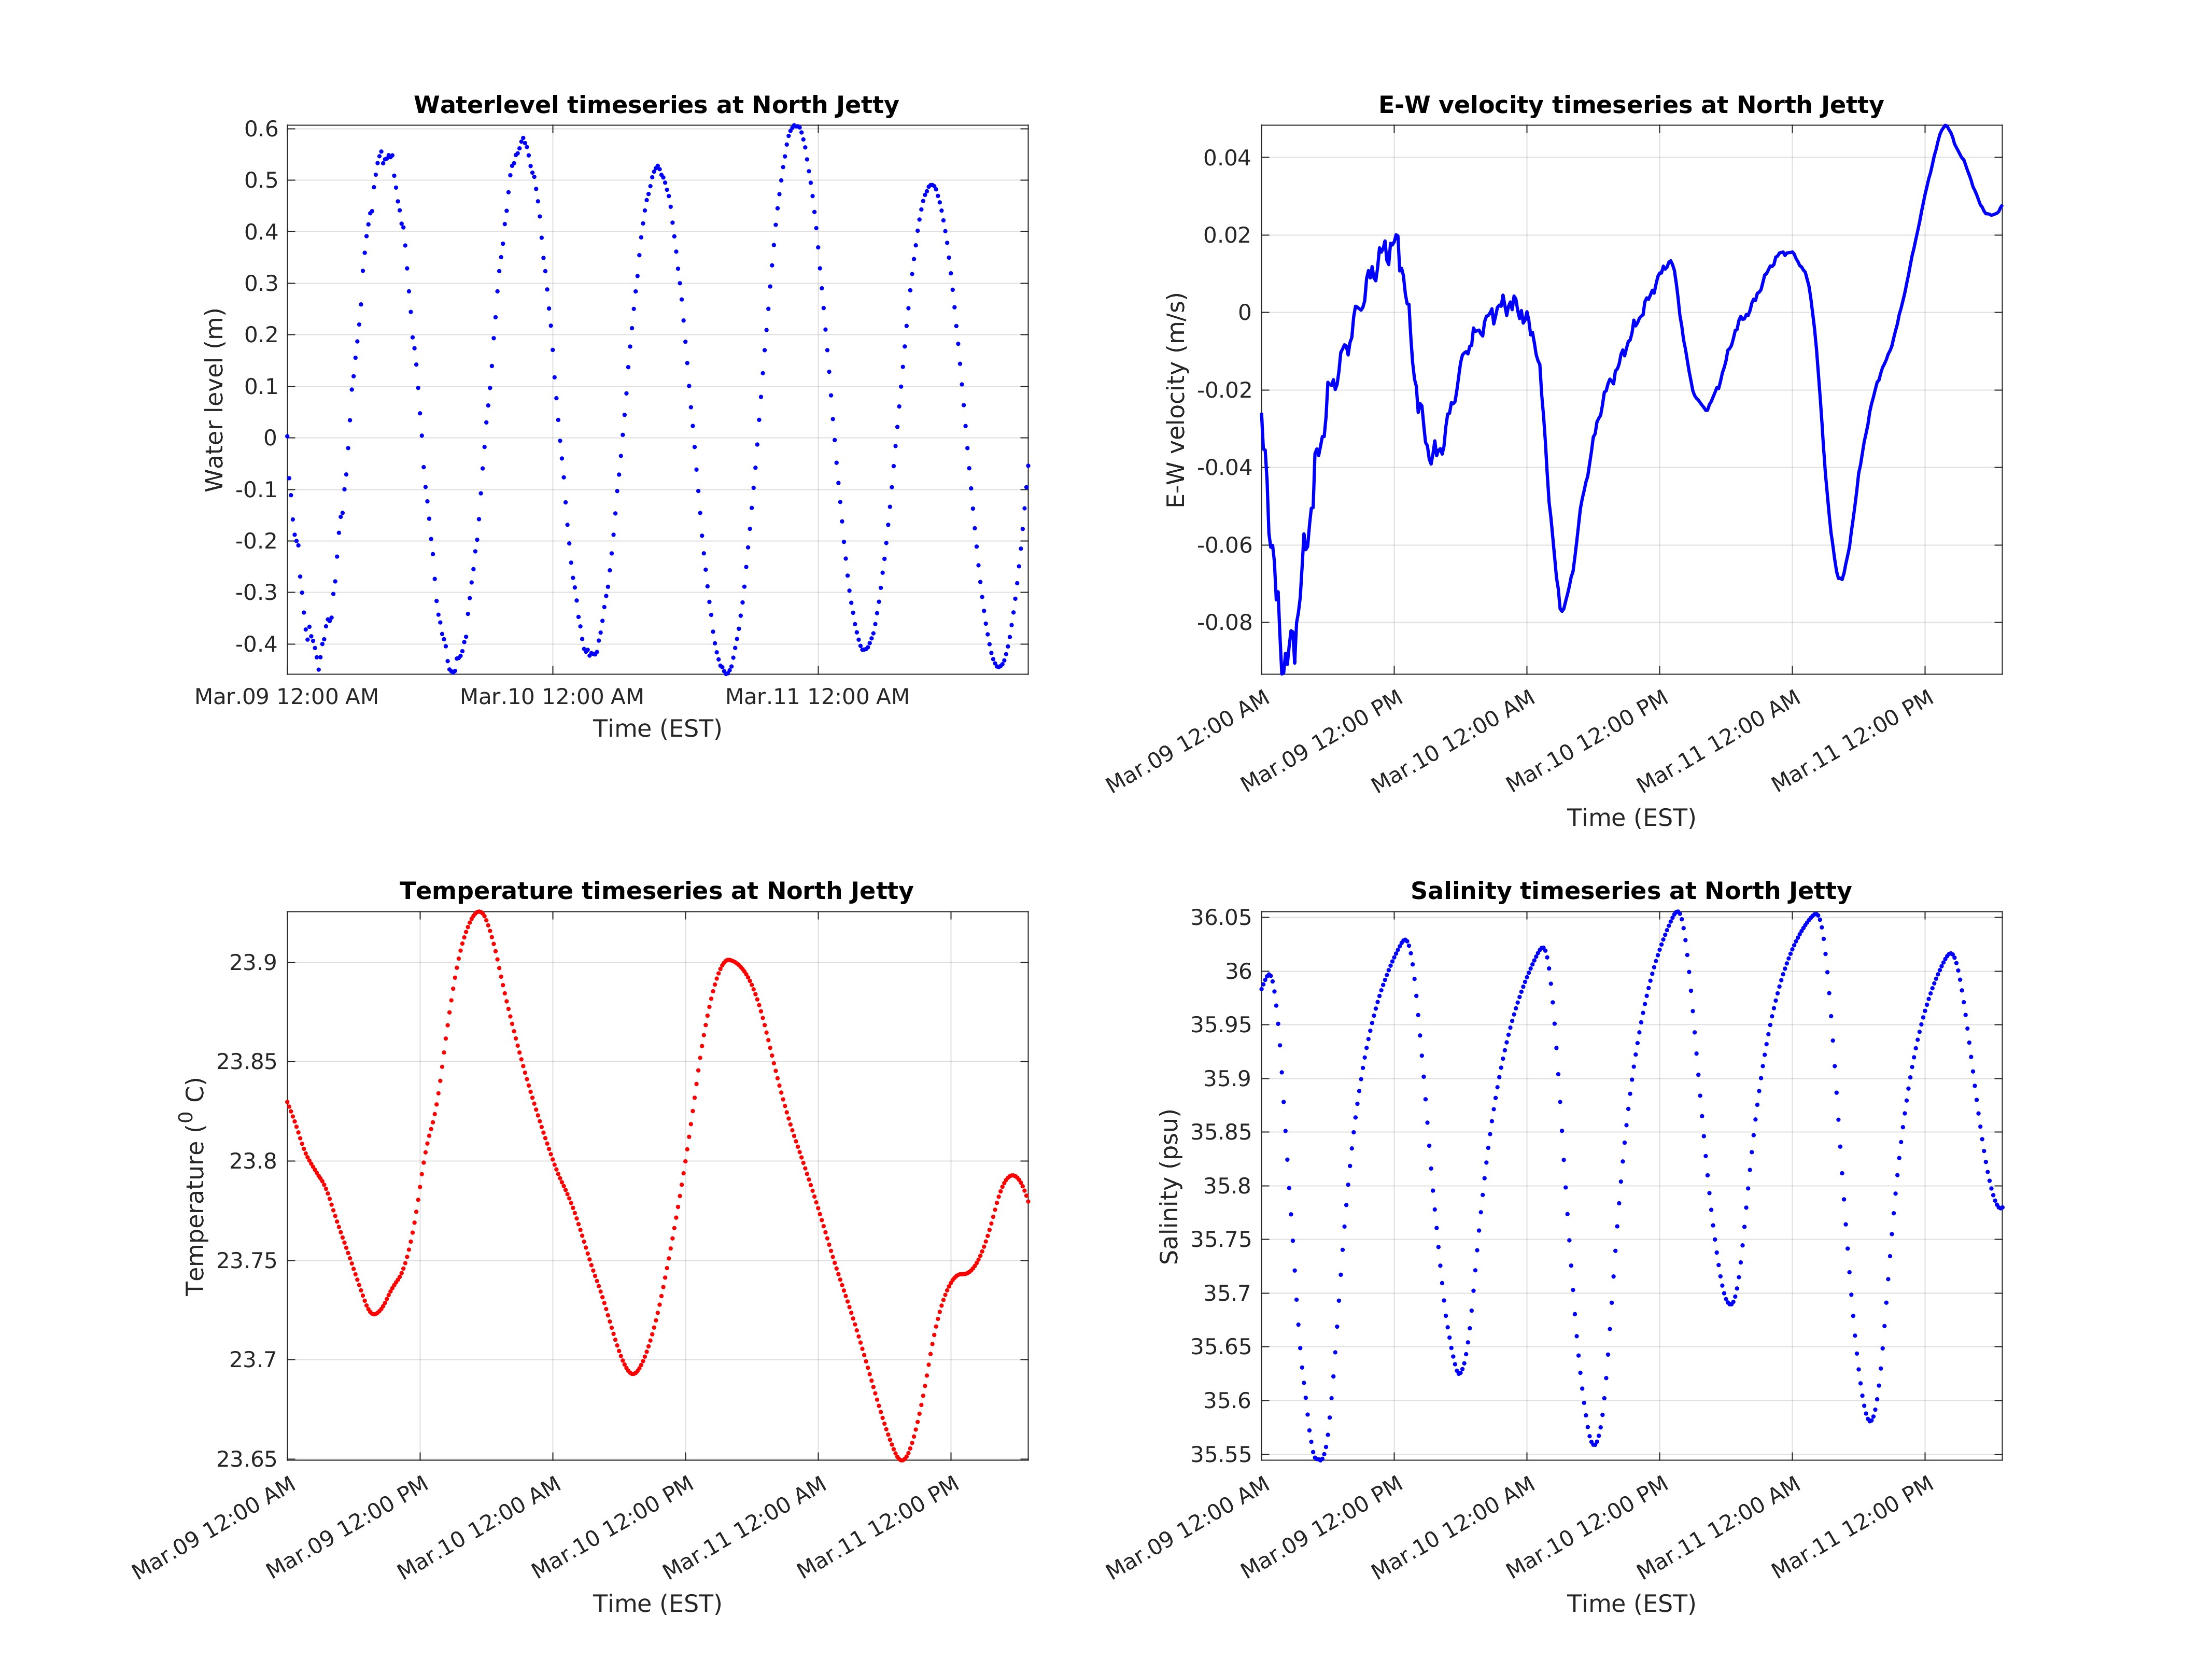 Waterlevel timeseries at North Jetty
0.6
0.5
0.4
0.3
0.2
0.1
0
-0.1
-0.2
-0.3
-0.4
Water level (m)
Mar.09 12:00 AM
Mar.10 12:00 AM
Mar.11 12:00 AM
Time (EST)
E-W velocity timeseries at North Jetty
0.04
0.02
0
-0.02
-0.04
-0.06
-0.08
E-W velocity (m/s)
Mar.09 12:00 AM
Mar.09 12:00 PM
Mar.10 12:00 AM
Mar.10 12:00 PM
Mar.11 12:00 AM
Mar.11 12:00 PM
Time (EST)
Temperature timeseries at North Jetty
23.9
23.85
23.8
23.75
23.7
23.65
Temperature (⁰ C)
Mar.09 12:00 AM
Mar.09 12:00 PM
Mar.10 12:00 AM
Mar.10 12:00 PM
Mar.11 12:00 AM
Mar.11 12:00 PM
Time (EST)
Salinity timeseries at North Jetty
36.05
36
35.95
35.9
35.85
35.8
35.75
35.7
35.65
35.6
35.55
Salinity (psu)
Mar.09 12:00 AM
Mar.09 12:00 PM
Mar.10 12:00 AM
Mar.10 12:00 PM
Mar.11 12:00 AM
Mar.11 12:00 PM
Time (EST)